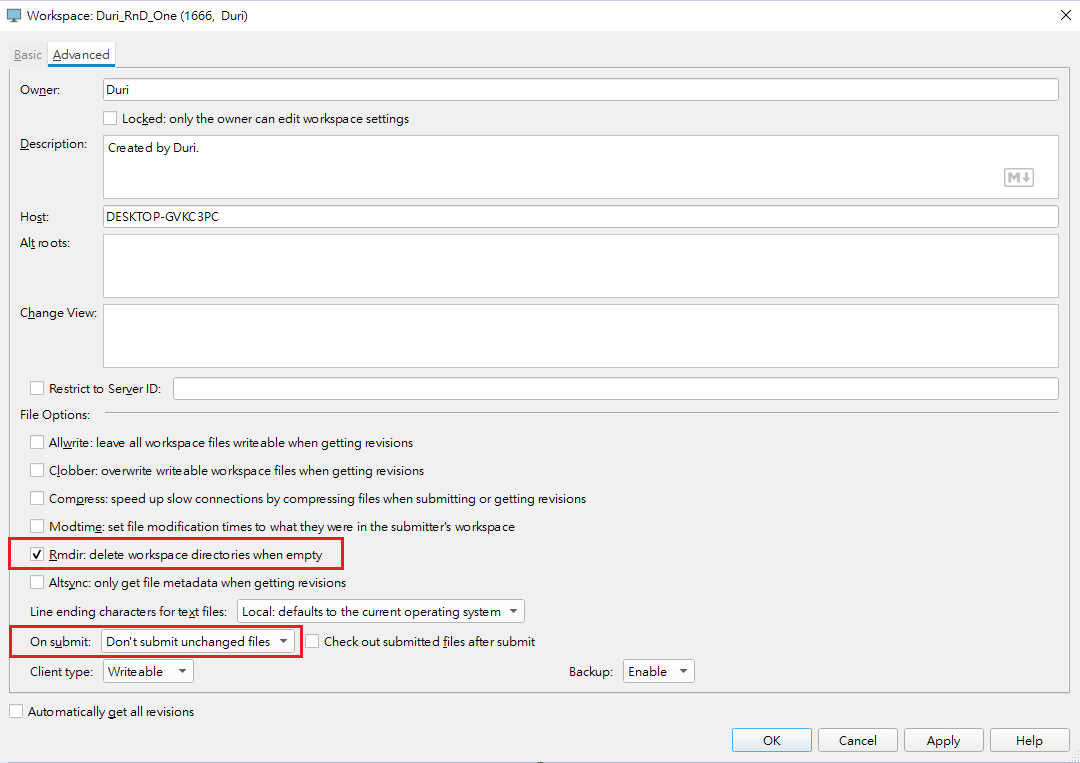 Workspace: Duri_RnD_One (1666, Duri)
Basic Advanced
Owner: Duri
Locked: only the owner can edit workspace settings
Description: Created by Duri.
M
Host: DESKTOP-GVKC3PC
Alt roots:
Change View:
Restrict to Server ID:
File Options:
Allwrite: leave all workspace files writeable when getting revisions
Clobber: overwrite writeable workspace files when getting revisions
Compress: speed up slow connections by compressing files when submitting or getting revisions
Modtime: set file modification times to what they were in the submitter's workspace
Rmdir: delete workspace directories when empty
Altsync: only get file metadata when getting revisions
Line ending characters for text files: Local: defaults to the current operating system
On submit: Don't submit unchanged files Check out submitted files after submit
Client type: Writeable Backup: Enable
Automatically get all revisions
OK Cancel Apply Help